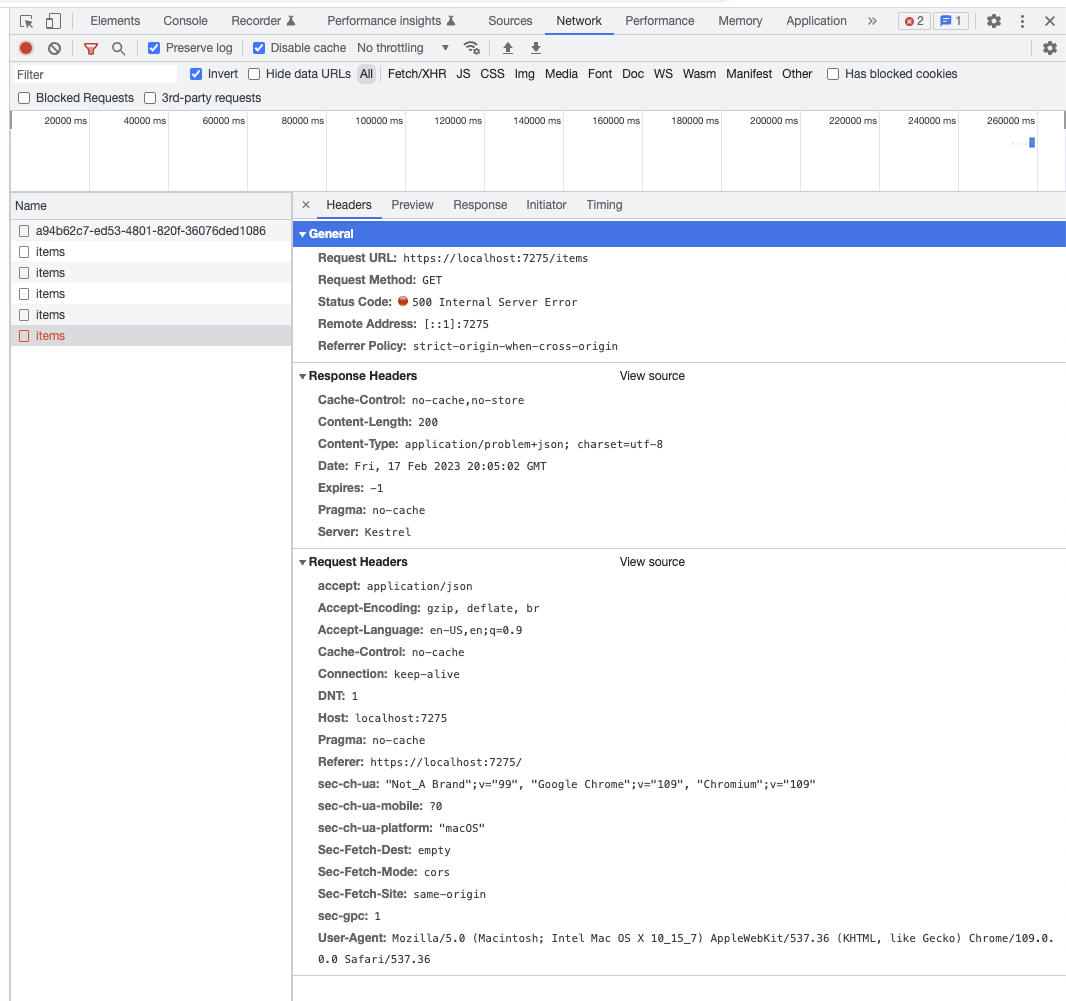 Elements Console Recorder Performance insights Sources Network Performance Memory Application » 2 1
Preserve log Disable cache No throttling
Filter Invert Hide data URLs All Fetch/XHR JS CSS Img Media Font Doc WS Wasm Manifest Other Has blocked cookies
Blocked Requests 3rd-party requests
20000 ms 40000 ms 60000 ms 80000 ms 100000 ms 120000 ms 140000 ms 160000 ms 180000 ms 200000 ms 220000 ms 240000 ms 260000 ms
Name
a94b62c7-ed53-4801-820f-36076ded1086
items
items
items
items
items
Headers Preview Response Initiator Timing
General
Request URL: https://localhost:7275/items
Request Method: GET
Status Code: 500 Internal Server Error
Remote Address: [::1]:7275
Referrer Policy: strict-origin-when-cross-origin
Response Headers View source
Cache-Control: no-cache,no-store
Content-Length: 200
Content-Type: application/problem+json; charset=utf-8
Date: Fri, 17 Feb 2023 20:05:02 GMT
Expires: -1
Pragma: no-cache
Server: Kestrel
Request Headers View source
accept: application/json
Accept-Encoding: gzip, deflate, br
Accept-Language: en-US,en;q=0.9
Cache-Control: no-cache
Connection: keep-alive
DNT: 1
Host: localhost:7275
Pragma: no-cache
Referer: https://localhost:7275/
sec-ch-ua: "Not_A Brand";v="99", "Google Chrome";v="109", "Chromium";v="109"
sec-ch-ua-mobile: ?0
sec-ch-ua-platform: "macOS"
Sec-Fetch-Dest: empty
Sec-Fetch-Mode: cors
Sec-Fetch-Site: same-origin
sec-gpc: 1
User-Agent: Mozilla/5.0 (Macintosh; Intel Mac OS X 10_15_7) AppleWebKit/537.36 (KHTML, like Gecko) Chrome/109.0.
0.0 Safari/537.36